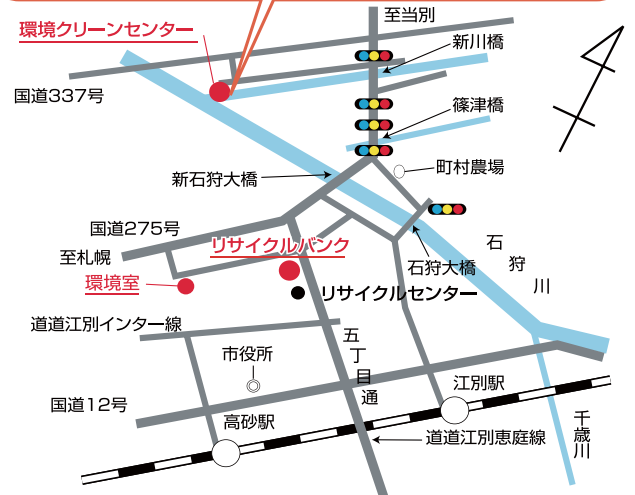 至当別
環境クリーンセンター
新川橋
国道337号
篠津橋
町村農場
新石狩大橋
国道275号
リサイクルバンク
石狩川
至札幌
石狩大橋
環境室
リサイクルセンター
道道江別インター線
五丁目通
市役所
江別駅
国道12号
高砂駅
千歳川
道道江別恵庭線